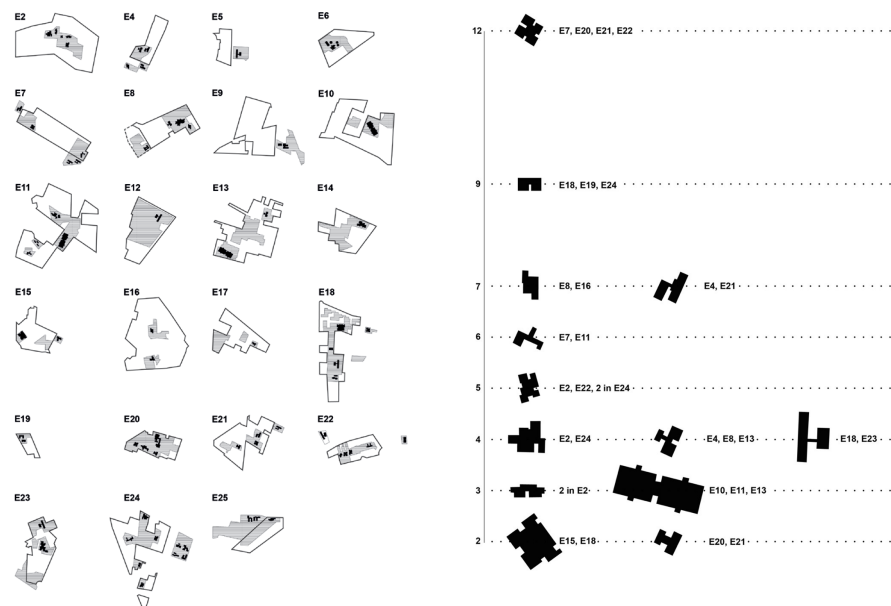 E2 E4 E5 E6
E7 E8 E9 E10
E11 E12 E13 E14
E15 E16 E17 E18
E19 E20 E21 E22
E23 E24 E25
12 E7, E20, E21, E22
9 E18, E19, E24
7 E8, E16 E4, E21
6 E7, E11
5 E2, E22, 2 in E24
4 E2, E24 E4, E8, E13 E18, E23
3 2 in E2 E10, E11, E13
2 E15, E18 E20, E21